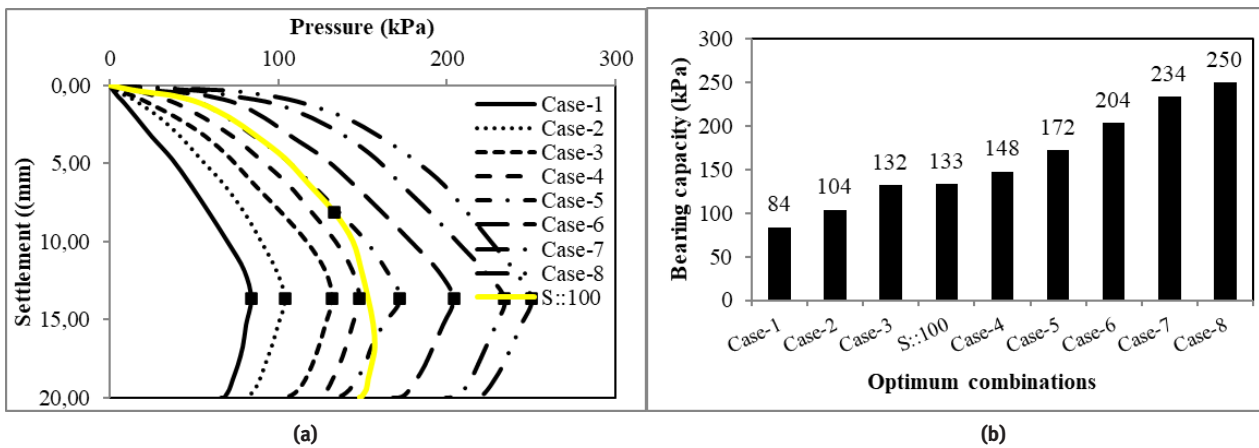 Pressure (kPa)
0 100 200 300
Settlement ((mm)
0,00
5,00
10,00
15,00
20,00
Case-1
Case-2
Case-3
Case-4
Case-5
Case-6
Case-7
Case-8
S::100
(a)
Bearing capacity (kPa)
300
250
200
150
100
50
0
84 104 132 133 148 172 204 234 250
Case-1 Case-2 Case-3 S::100 Case-4 Case-5 Case-6 Case-7 Case-8
Optimum combinations
(b)